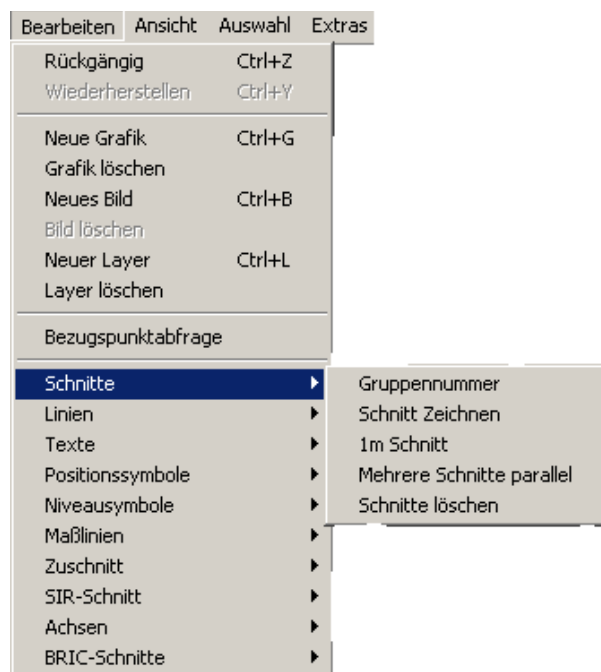 Bearbeiten Ansicht Auswahl Extras
Rückgängig Ctrl+Z
Wiederherstellen Ctrl+Y
Neue Grafik Ctrl+G
Grafik löschen
Neues Bild Ctrl+B
Bild löschen
Neuer Layer Ctrl+L
Layer löschen
Bezugspunktabfrage
Schnitte
Linien
Texte
Positionssymbole
Niveausymbole
Maßlinien
Zuschnitt
SIR-Schnitt
Achsen
BRIC-Schnitte
Gruppennummer
Schnitt Zeichnen
1m Schnitt
Mehrere Schnitte parallel
Schnitte löschen